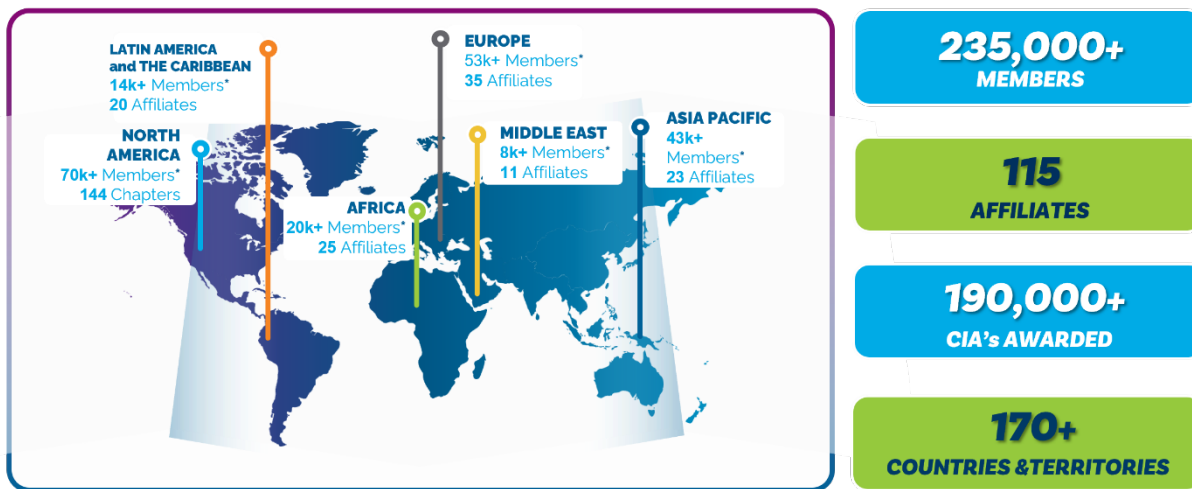 LATIN AMERICA
and THE CARIBBEAN
14k+ Members*
20 Affiliates
NORTH
AMERICA
70k+ Members*
144 Chapters
EUROPE
53k+ Members*
35 Affiliates
MIDDLE EAST
8k+ Members*
11 Affiliates
ASIA PACIFIC
43k+
Members*
23 Affiliates
AFRICA
20k+ Members*
25 Affiliates
235,000+
MEMBERS
115
AFFILIATES
190,000+
CIA's AWARDED
170+
COUNTRIES &TERRITORIES